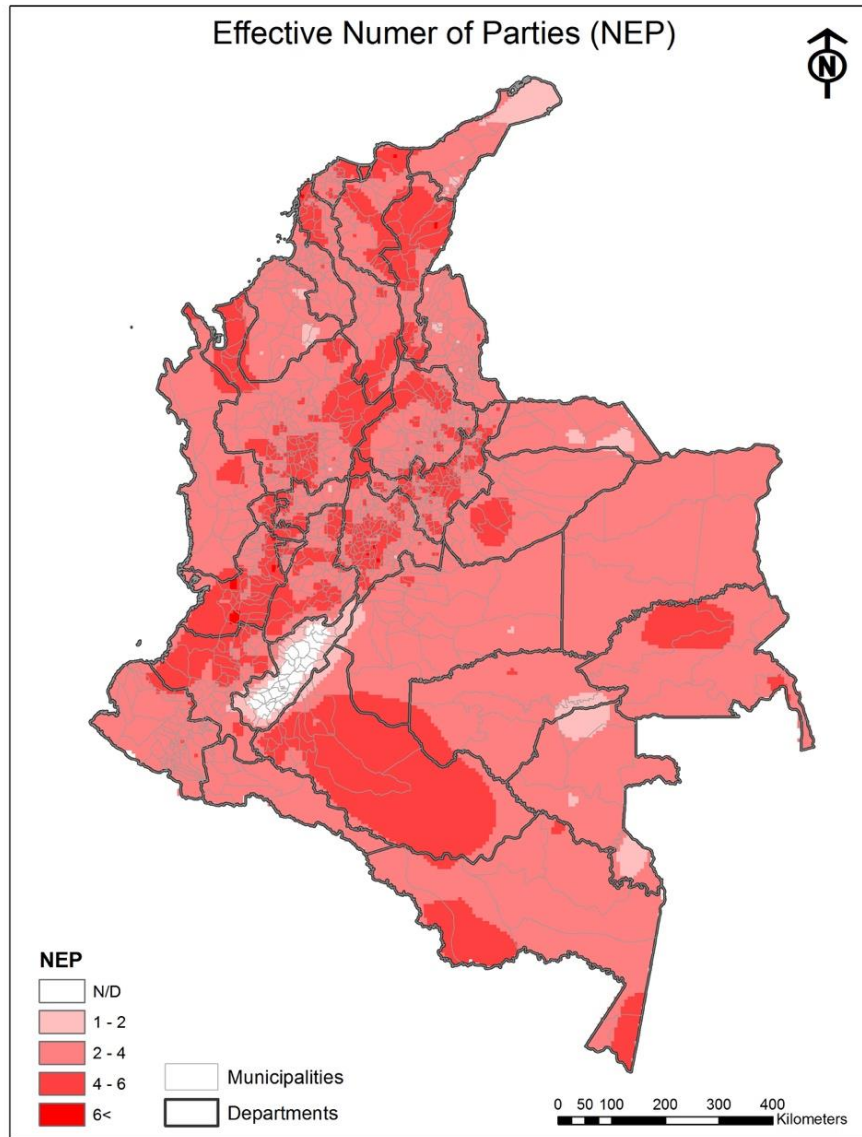 Effective Numer of Parties (NEP)
N
NEP
N/D
1 - 2
2 - 4
4 - 6
6<
Municipalities
Departments
0 50 100 200 300 400
Kilometers